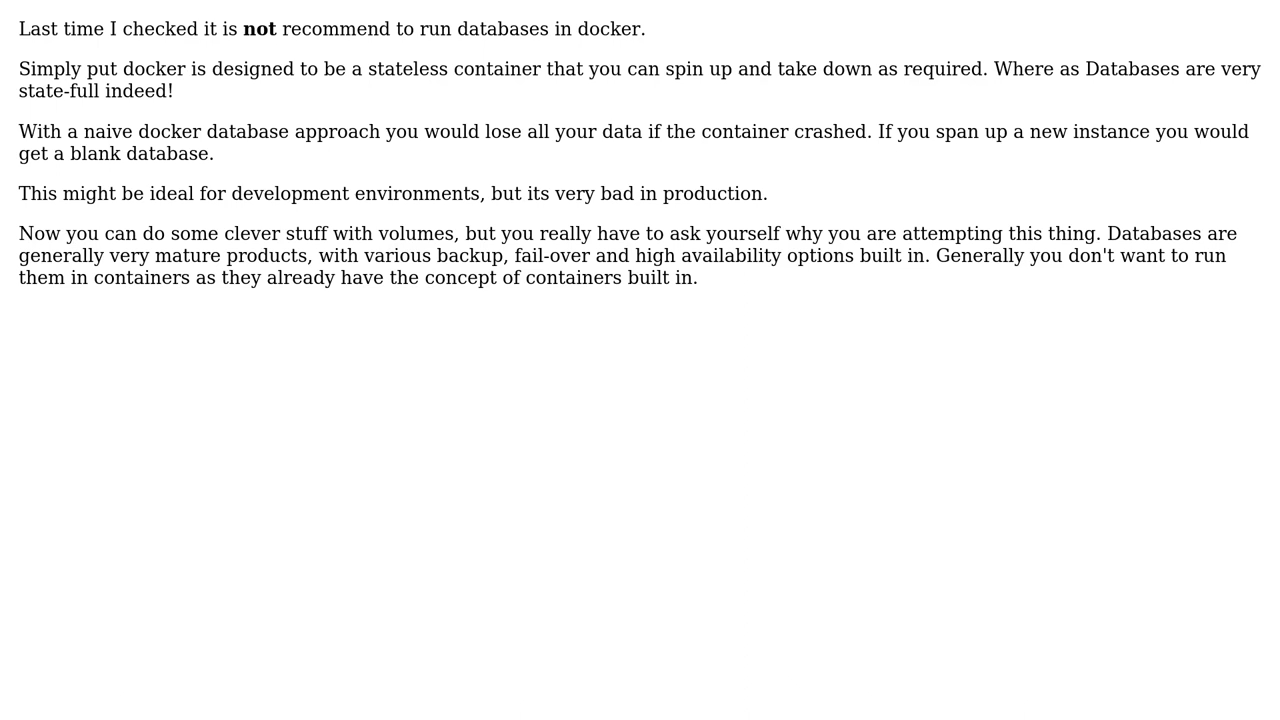 Last time I checked it is not recommend to run databases in docker.
Simply put docker is designed to be a stateless container that you can spin up and take down as required. Where as Databases are very
state-full indeed!
With a naive docker database approach you would lose all your data if the container crashed. If you span up a new instance you would
get a blank database.
This might be ideal for development environments, but its very bad in production.
Now you can do some clever stuff with volumes, but you really have to ask yourself why you are attempting this thing. Databases are
generally very mature products, with various backup, fail-over and high availability options built in. Generally you don't want to run
them in containers as they already have the concept of containers built in.